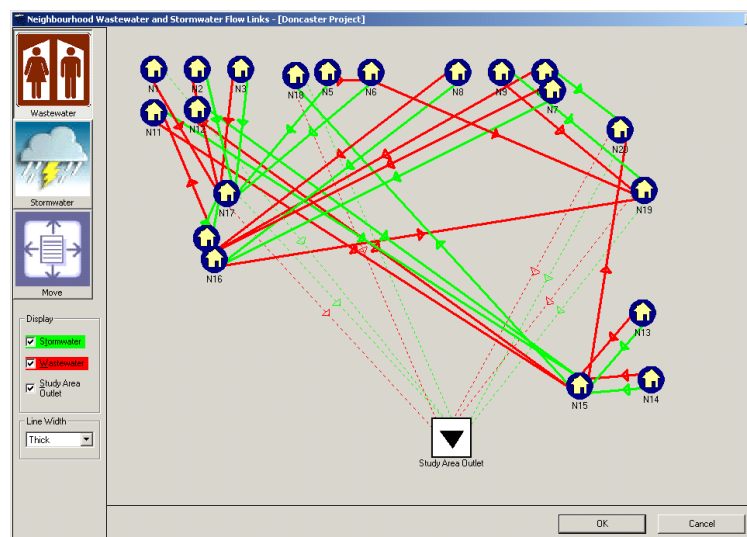 Neighbourhood Wastewater and Stormwater Flow Links - [Doncaster Project]
Wastewater
Stormwater
Move
Display
Stormwater
Wastewater
Study Area
Outlet
Line Width
Thick
N1
N2
N3
N18
N5
N6
N8
N9
N7
N11
N12
N20
N17
N19
N16
N13
N15
N14
Study Area Outlet
OK
Cancel